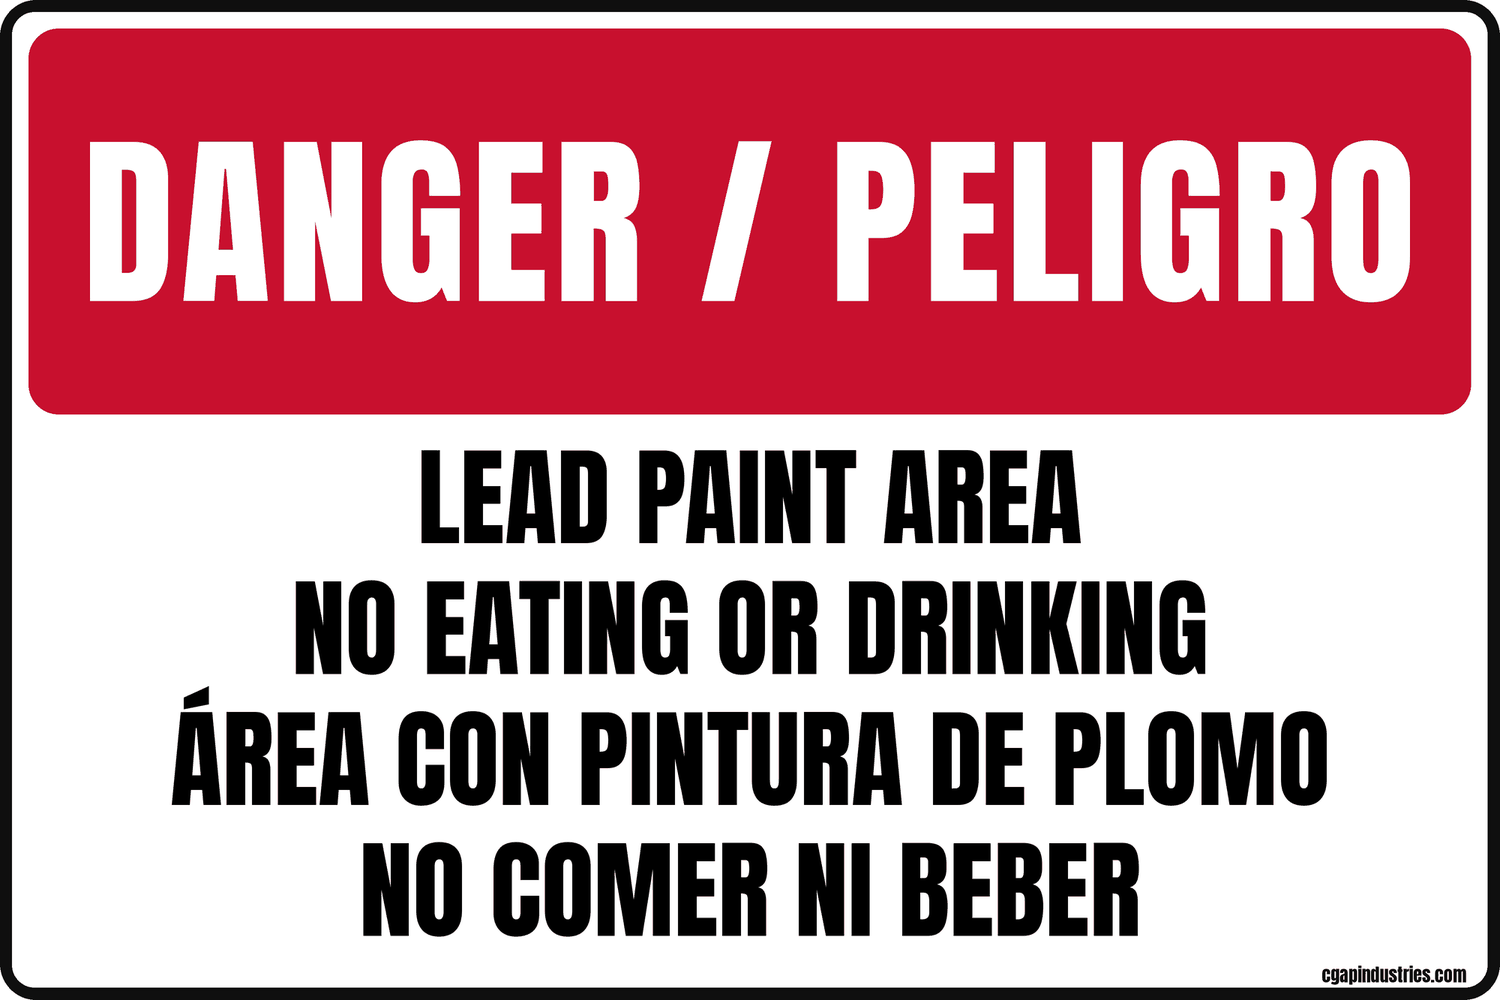 DANGER / PELIGRO
LEAD PAINT AREA
NO EATING OR DRINKING
ÁREA CON PINTURA DE PLOMO
NO COMER NI BEBER
cgapindustries.com